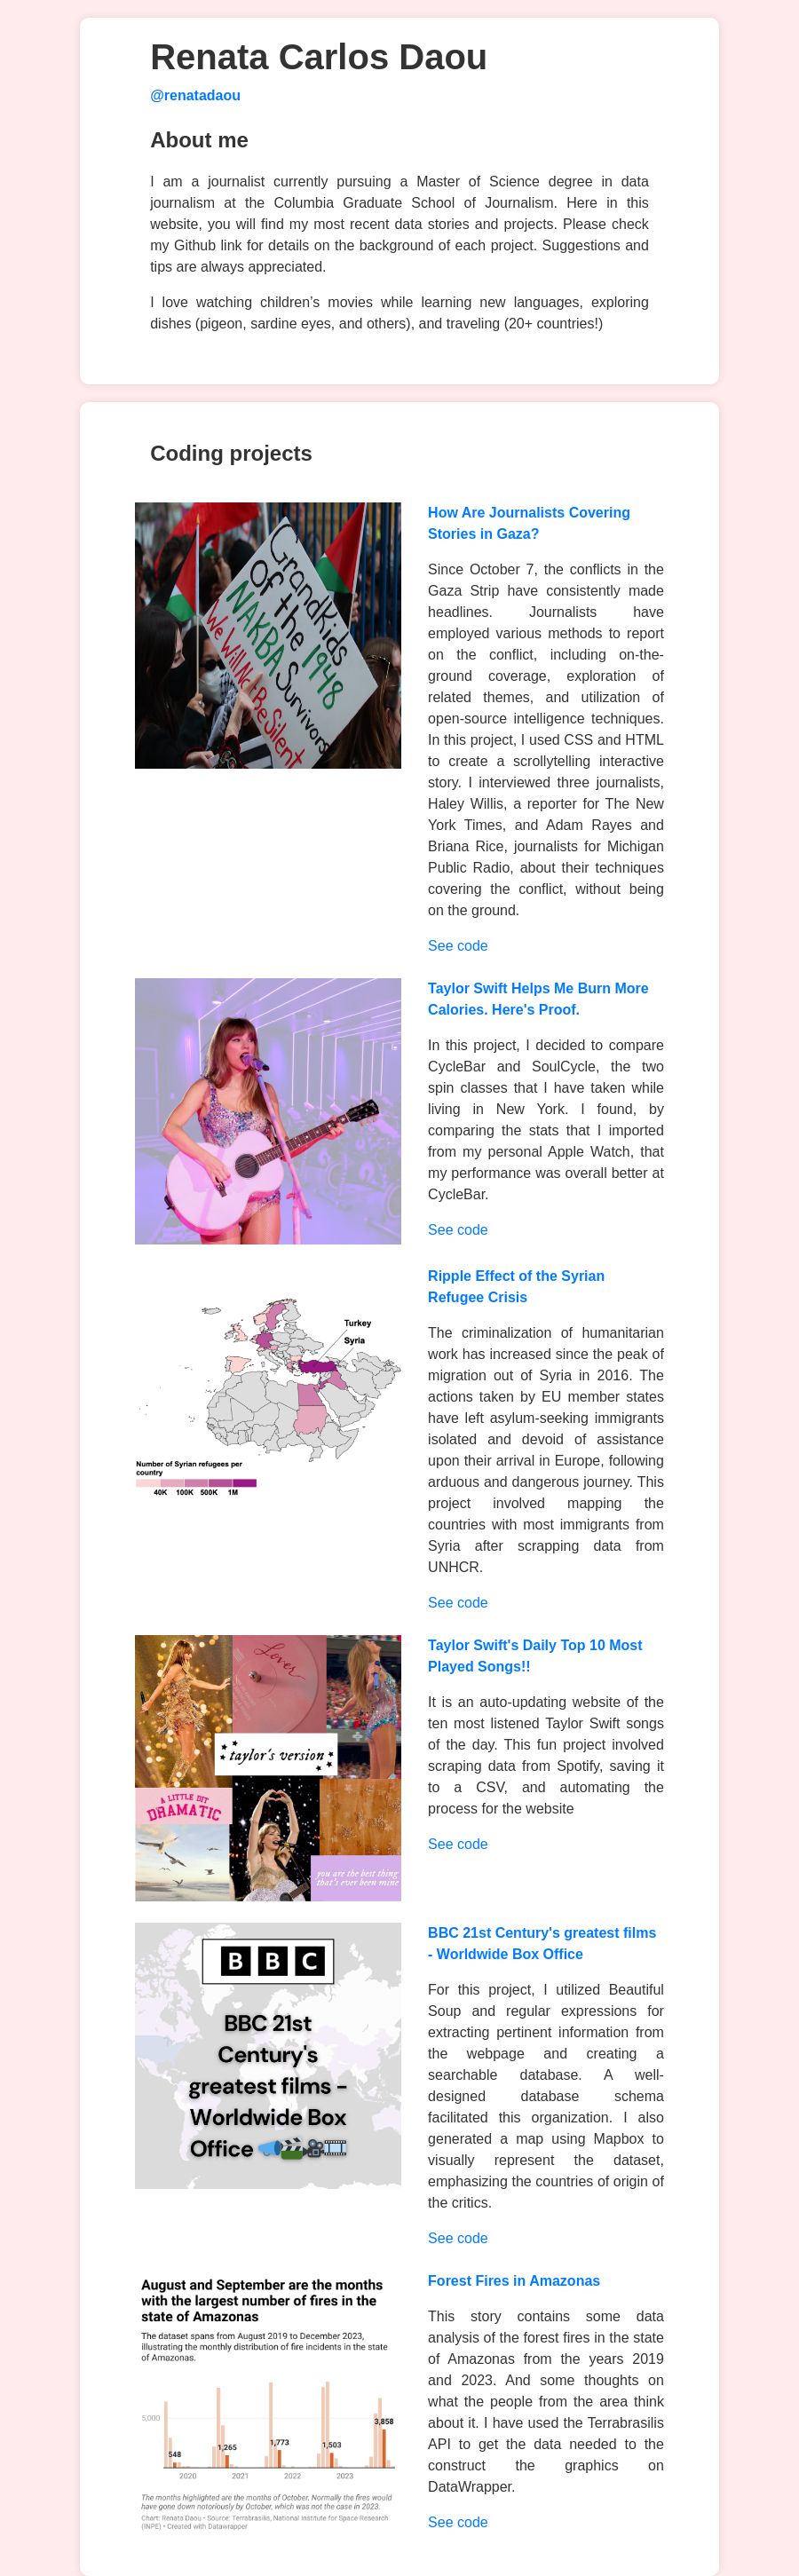 Renata Carlos Daou
@renatadaou
About me
I am a journalist currently pursuing a Master of Science degree in data
journalism at the Columbia Graduate School of Journalism. Here in this
website, you will find my most recent data stories and projects. Please check
my Github link for details on the background of each project. Suggestions and
tips are always appreciated.
I love watching children's movies while learning new languages, exploring
dishes (pigeon, sardine eyes, and others), and traveling (20+ countries!)
Coding projects
Grandkids
of the 1948
NAKBA Survivors
We Will Not Be Silent
How Are Journalists Covering
Stories in Gaza?
Since October 7, the conflicts in the
Gaza Strip have consistently made
headlines. Journalists have
employed various methods to report
on the conflict, including on-the-
ground coverage, exploration of
related themes, and utilization of
open-source intelligence techniques.
In this project, I used CSS and HTML
to create a scrollytelling interactive
story. I interviewed three journalists,
Haley Willis, a reporter for The New
York Times, and Adam Rayes and
Briana Rice, journalists for Michigan
Public Radio, about their techniques
covering the conflict, without being
on the ground.
See code
Taylor Swift Helps Me Burn More
Calories. Here's Proof.
In this project, I decided to compare
CycleBar and SoulCycle, the two
spin classes that I have taken while
living in New York. I found, by
comparing the stats that I imported
from my personal Apple Watch, that
my performance was overall better at
CycleBar.
See code
Turkey
Syria
Number of Syrian refugees per
country
40K 100K 500K 1M
Ripple Effect of the Syrian
Refugee Crisis
The criminalization of humanitarian
work has increased since the peak of
migration out of Syria in 2016. The
actions taken by EU member states
have left asylum-seeking immigrants
isolated and devoid of assistance
upon their arrival in Europe, following
arduous and dangerous journey. This
project involved mapping the
countries with most immigrants from
Syria after scrapping data from
UNHCR.
See code
Lover
taylor's version
A LITTLE BIT
DRAMATIC
you are the best thing
that's ever been mine
Taylor Swift's Daily Top 10 Most
Played Songs!!
It is an auto-updating website of the
ten most listened Taylor Swift songs
of the day. This fun project involved
scraping data from Spotify, saving it
to a CSV, and automating the
process for the website
See code
BBC
BBC 21st
Century's
greatest films -
Worldwide Box
Office
BBC 21st Century's greatest films
- Worldwide Box Office
For this project, I utilized Beautiful
Soup and regular expressions for
extracting pertinent information from
the webpage and creating a
searchable database. A well-
designed database schema
facilitated this organization. I also
generated a map using Mapbox to
visually represent the dataset,
emphasizing the countries of origin of
the critics.
See code
August and September are the months
with the largest number of fires in the
state of Amazonas
The dataset spans from August 2019 to December 2023,
illustrating the monthly distribution of fire incidents in the state
of Amazonas.
5,000
548
1,265
1,773
1,503
3,858
2020 2021 2022 2023
The months highlighted are the months of October. Normally the fires would
have gone down notoriously by October, which was not the case in 2023.
Chart: Renata Daou • Source: Terrabrasilis, National Institute for Space Research
(INPE) • Created with Datawrapper
Forest Fires in Amazonas
This story contains some data
analysis of the forest fires in the state
of Amazonas from the years 2019
and 2023. And some thoughts on
what the people from the area think
about it. I have used the Terrabrasilis
API to get the data needed to the
construct the graphics on
DataWrapper.
See code